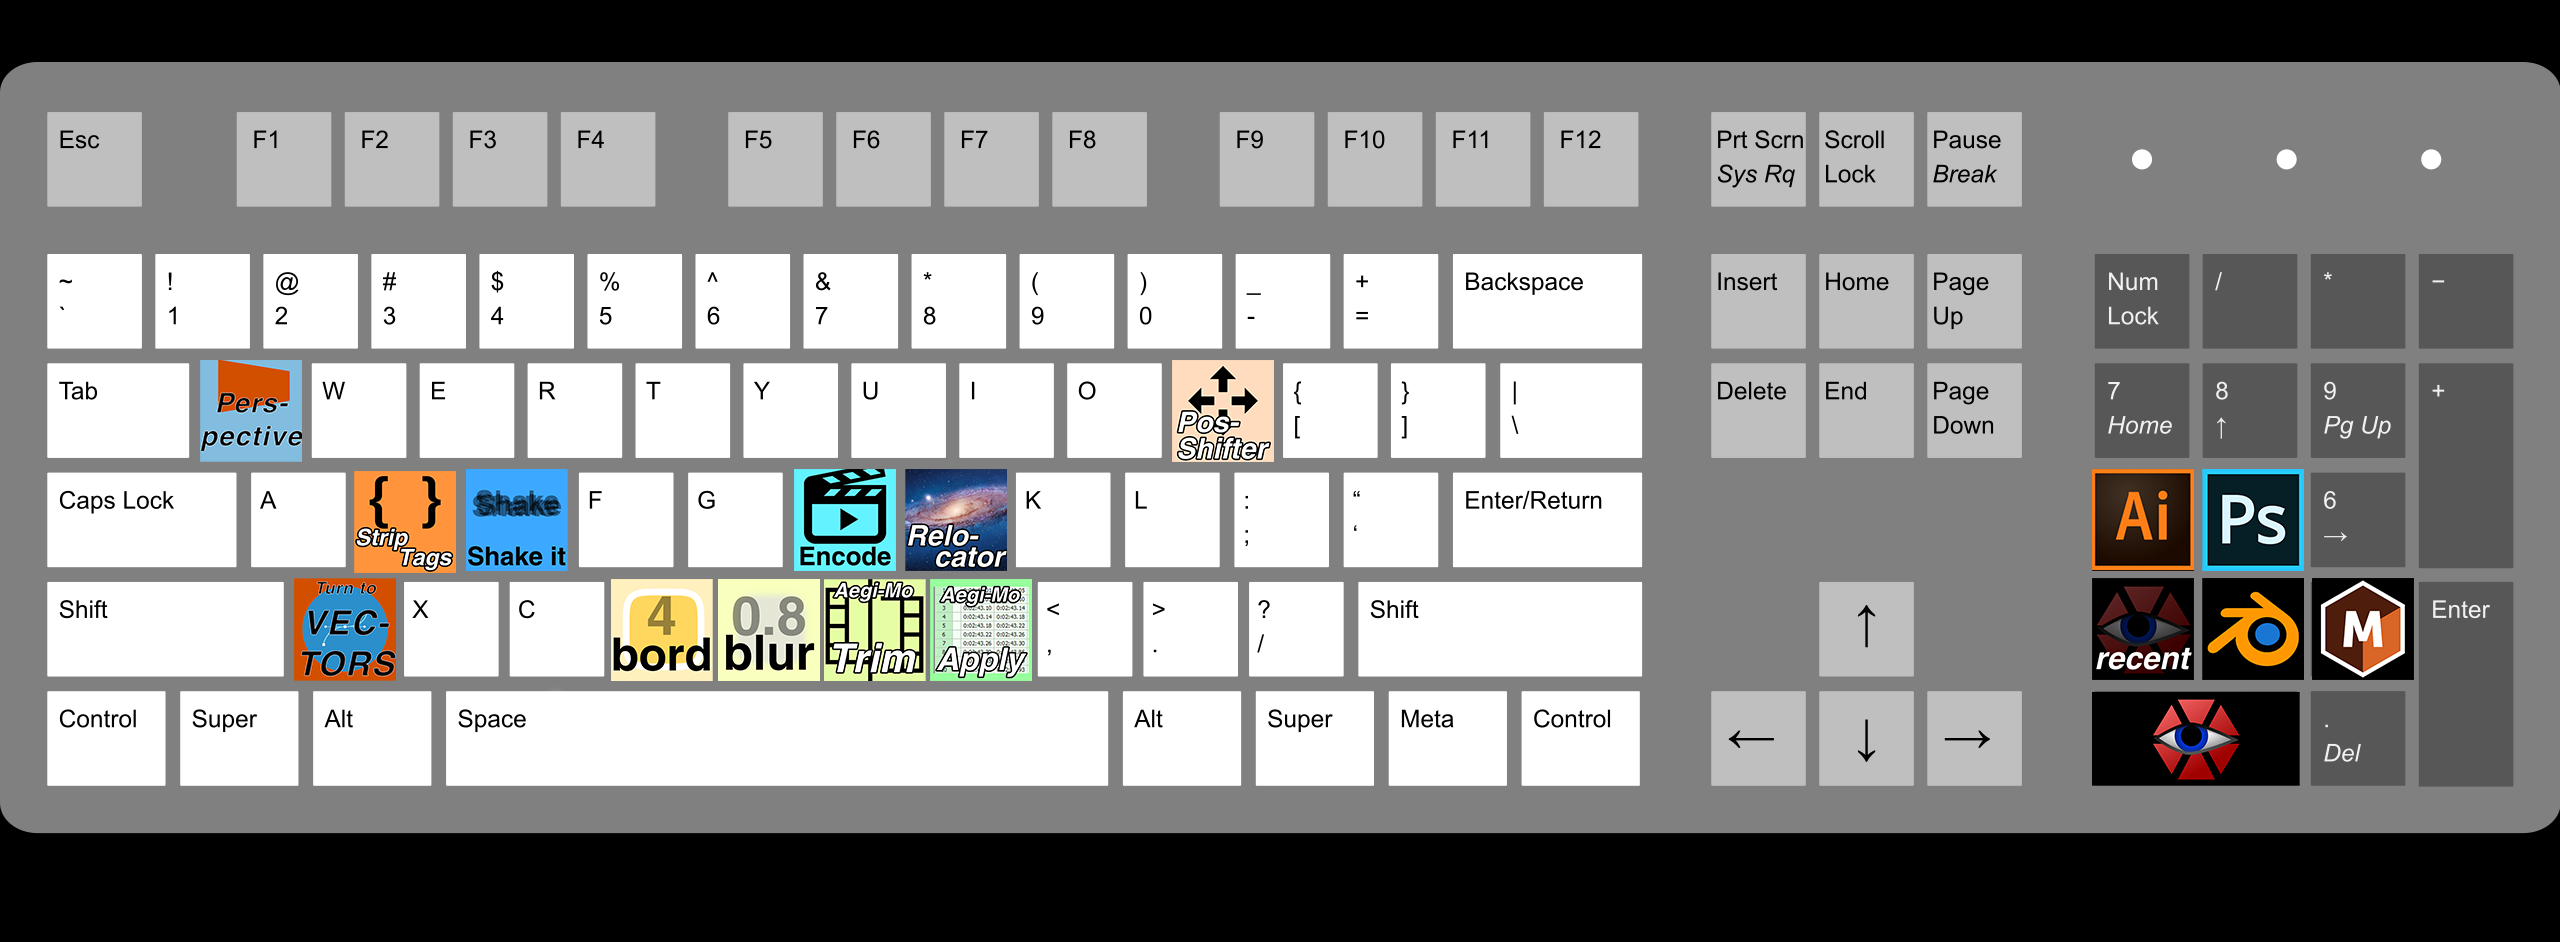 Esc
F1
F2
F3
F4
F5
F6
F7
F8
F9
F10
F11
F12
Prt Scrn
Sys Rq
Scroll
Lock
Pause
Break
~
`
!
1
@
2
#
3
$
4
%
5
^
6
&
7
*
8
(
9
)
0
_
-
+
=
Backspace
Insert
Home
Page
Up
Num
Lock
/
*
−
Tab
Pers-
pective
W
E
R
T
Y
U
I
O
Pos-
Shifter
{
[
}
]
|
\
Delete
End
Page
Down
7
Home
8
↑
9
Pg Up
+
Caps Lock
A
{ }
Strip
Tags
Shake
Shake it
F
G
Encode
Relo-
cator
K
L
:
;
“
‘
Enter/Return
Ai
Ps
6
→
Shift
Turn to
VEC-
TORS
X
C
4
bord
0.8
blur
Aegi-Mo
Trim
Aegi-Mo
Apply
<
,
>
.
?
/
Shift
↑
recent
M
Enter
Control
Super
Alt
Space
Alt
Super
Meta
Control
←
↓
→
.
Del